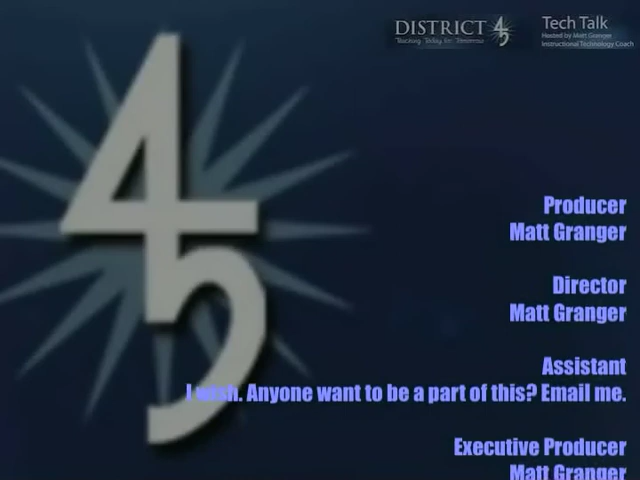 DISTRICT 45
Teaching Today for Tomorrow
Tech Talk
Hosted by Matt Granger
Instructional Technology Coach
45
Producer
Matt Granger
Director
Matt Granger
Assistant
I wish. Anyone want to be a part of this? Email me.
Executive Producer
Matt Granger